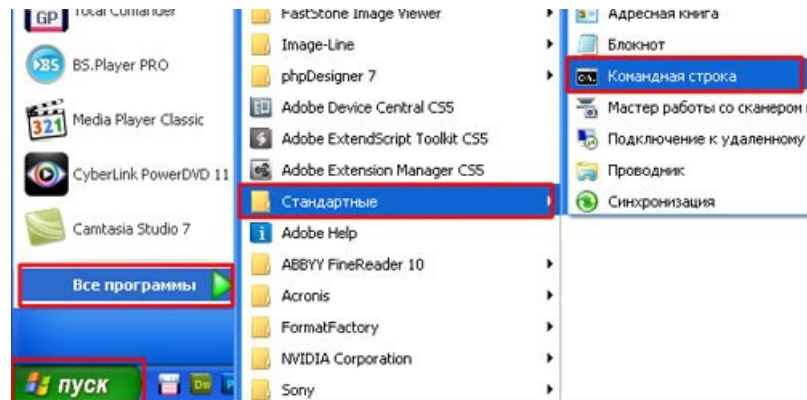 Total Commander
BS.Player PRO
Media Player Classic
CyberLink PowerDVD 11
Camtasia Studio 7
Все программы
пуск
FastStone Image Viewer
Image-Line
phpDesigner 7
Adobe Device Central CS5
Adobe ExtendScript Toolkit CS5
Adobe Extension Manager CS5
Стандартные
Adobe Help
ABBYY FineReader 10
Acronis
FormatFactory
NVIDIA Corporation
Sony
Адресная книга
Блокнот
Командная строка
Мастер работы со сканером
Подключение к удаленному
Проводник
Синхронизация